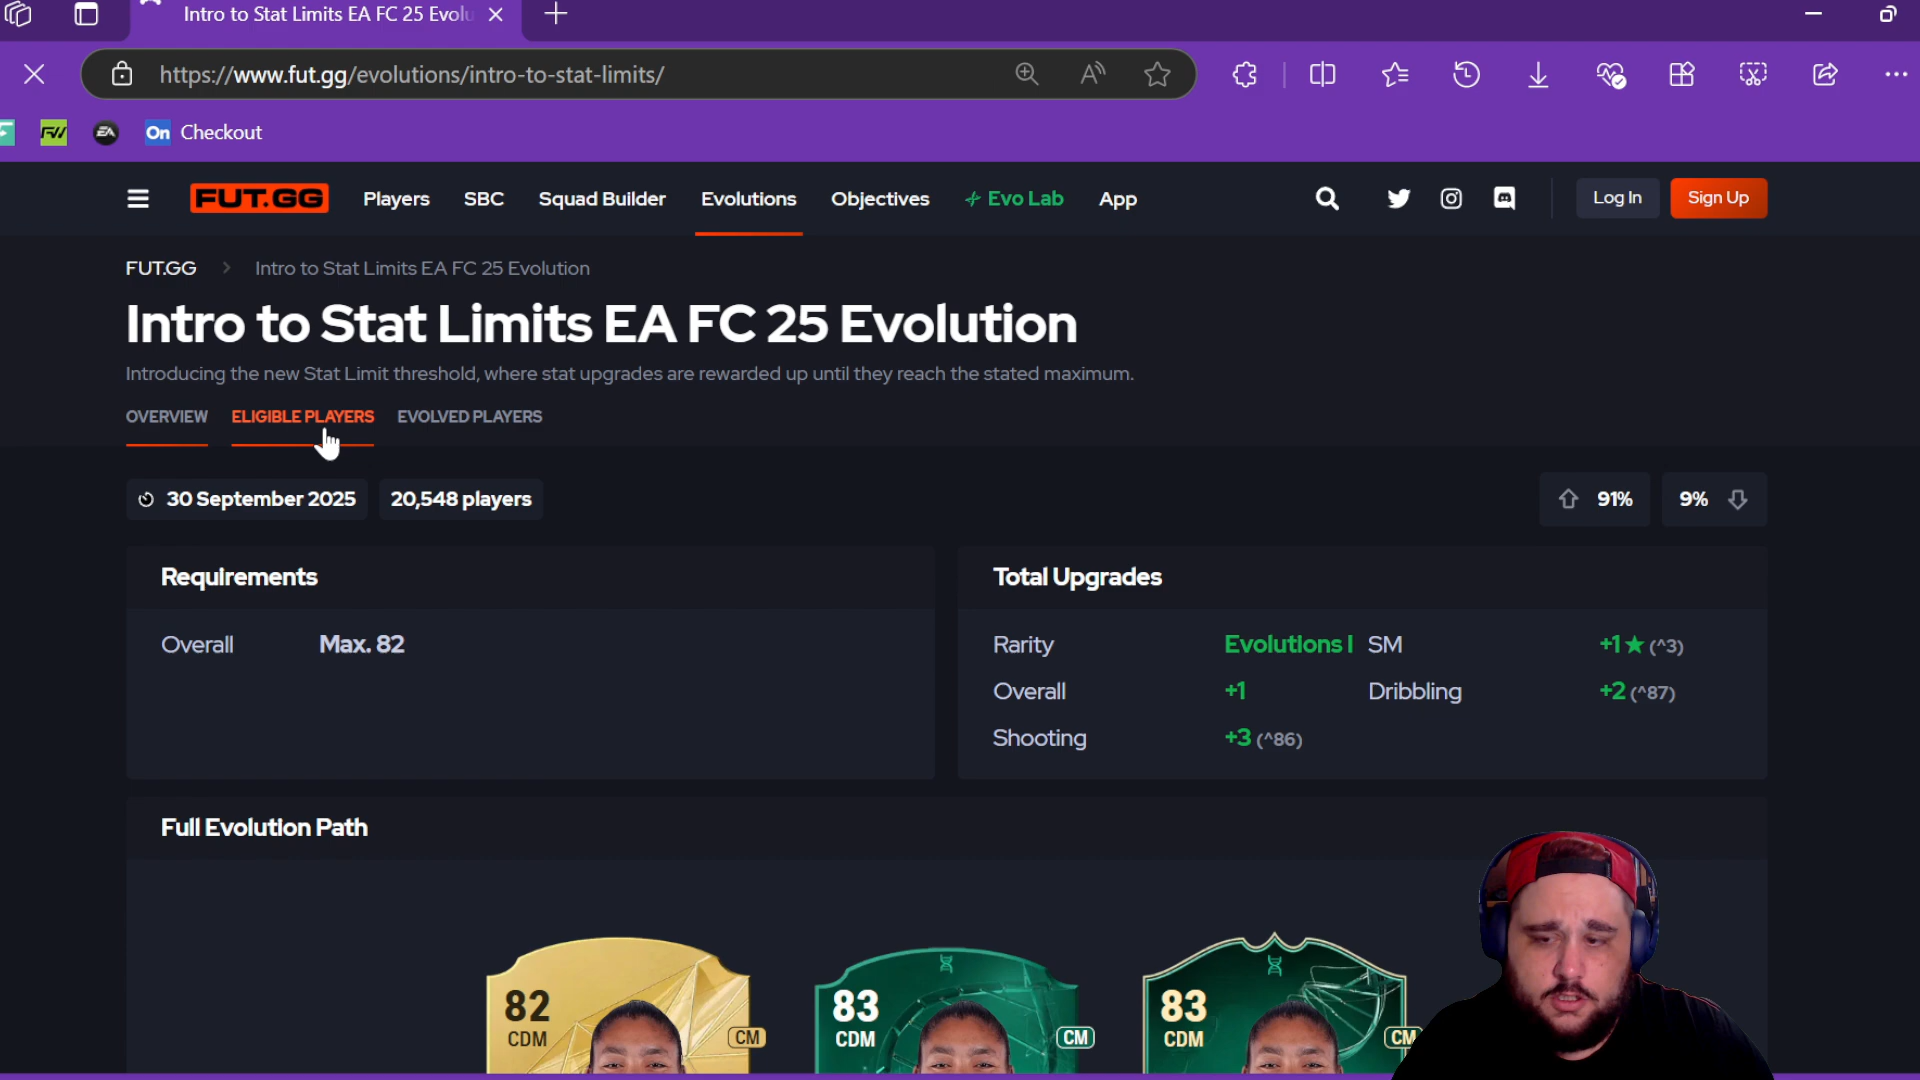 Intro to Stat Limits EA FC 25 Evolu
https://www.fut.gg/evolutions/intro-to-stat-limits/
EA On Checkout
FUT.GG Players SBC Squad Builder Evolutions Objectives Evo Lab App Log In Sign Up
FUT.GG > Intro to Stat Limits EA FC 25 Evolution
Intro to Stat Limits EA FC 25 Evolution
Introducing the new Stat Limit threshold, where stat upgrades are rewarded up until they reach the stated maximum.
OVERVIEW ELIGIBLE PLAYERS EVOLVED PLAYERS
30 September 2025 20,548 players 91% 9%
Requirements Total Upgrades
Overall Max. 82 Rarity Evolutions I SM +1★ (^3)
Overall +1 Dribbling +2 (^87)
Shooting +3 (^86)
Full Evolution Path
82 83 83
CDM CM CDM CM CDM CM